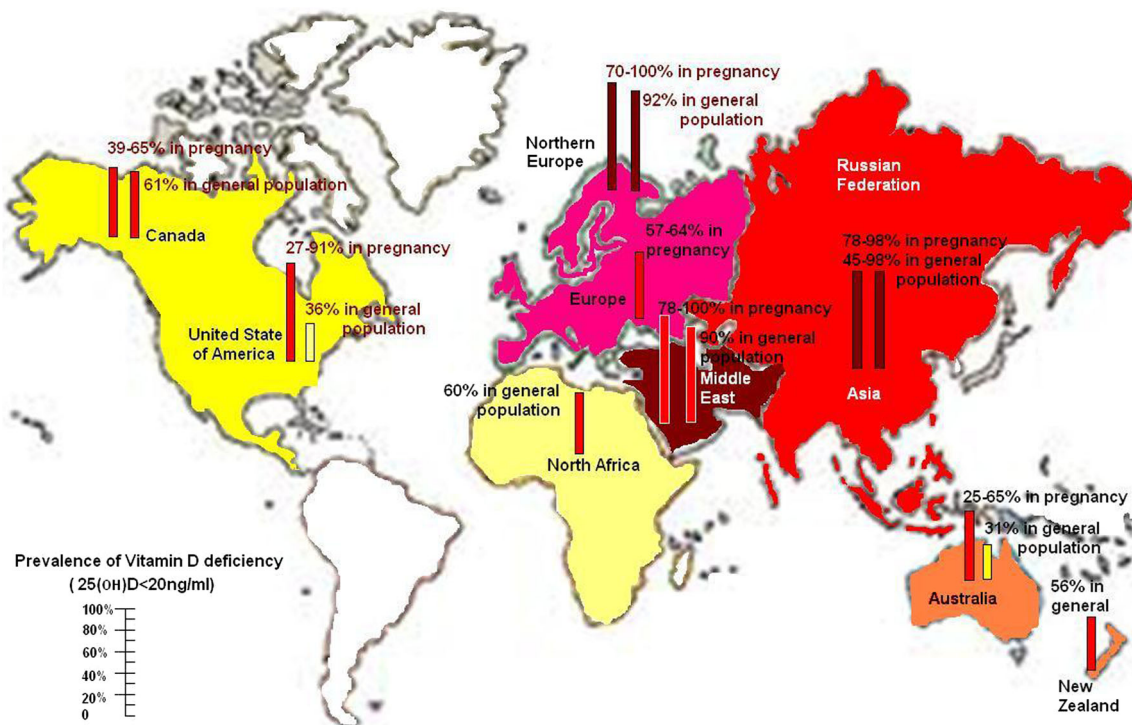 70-100% in pregnancy
92% in general
population
Northern
Europe
39-65% in pregnancy
61% in general population
Canada
27-91% in pregnancy
36% in general
population
United State
of America
57-64% in
pregnancy
Europe
Russian
Federation
78-98% in pregnancy
45-98% in general
population
Asia
78-100% in pregnancy
90% in general
population
Middle
East
60% in general
population
North Africa
25-65% in pregnancy
31% in general
population
Australia
56% in
general
New
Zealand
Prevalence of Vitamin D deficiency
( 25(OH)D<20ng/ml)
100%
80%
60%
40%
20%
0